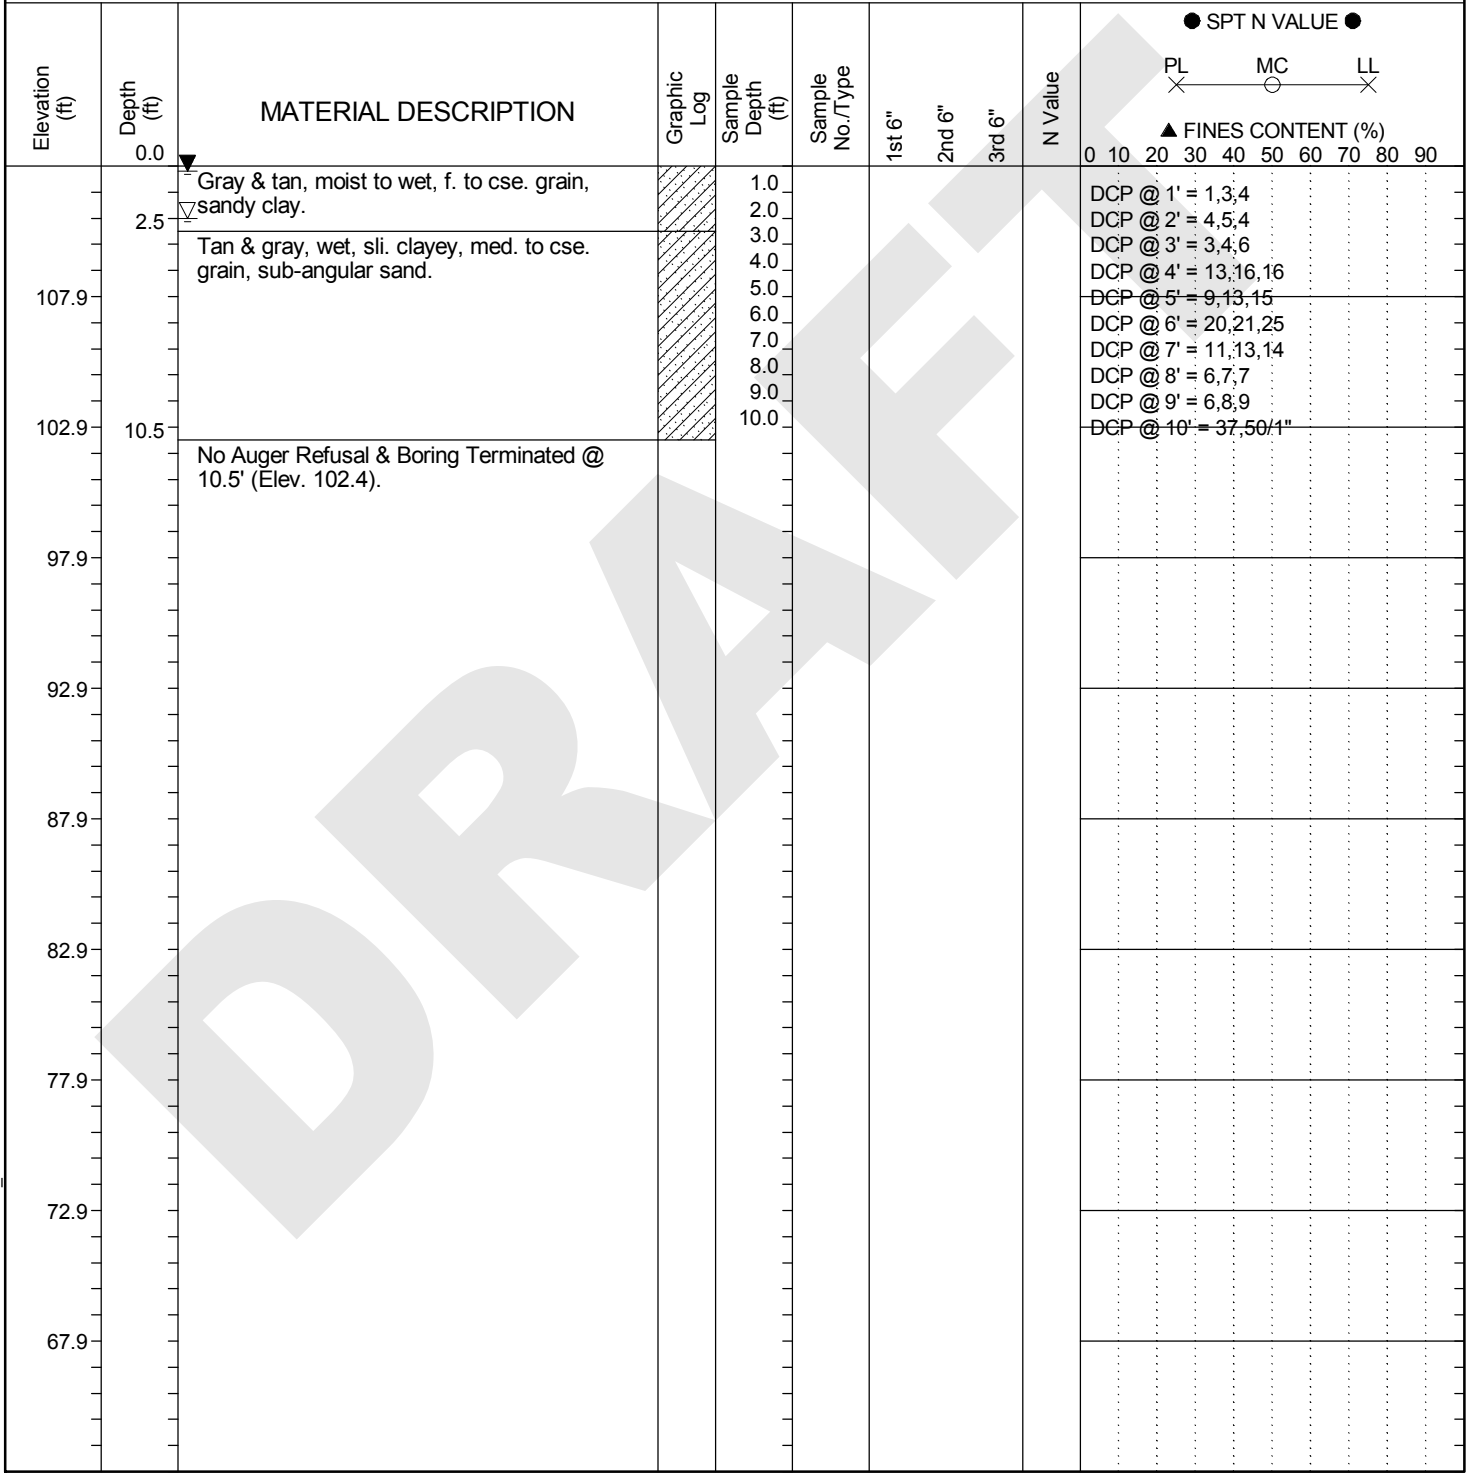 ● SPT N VALUE ●
PL MC LL
▲ FINES CONTENT (%)
0 10 20 30 40 50 60 70 80 90
Elevation (ft)
Depth (ft)
0.0
MATERIAL DESCRIPTION
Graphic Log
Sample Depth (ft)
Sample No./Type
1st 6"
2nd 6"
3rd 6"
N Value
Gray & tan, moist to wet, f. to cse. grain,
sandy clay.
2.5
Tan & gray, wet, sli. clayey, med. to cse.
grain, sub-angular sand.
10.5
No Auger Refusal & Boring Terminated @
10.5' (Elev. 102.4).
1.0
2.0
3.0
4.0
5.0
6.0
7.0
8.0
9.0
10.0
DCP @ 1' = 1,3,4
DCP @ 2' = 4,5,4
DCP @ 3' = 3,4,6
DCP @ 4' = 13,16,16
DCP @ 5' = 9,13,15
DCP @ 6' = 20,21,25
DCP @ 7' = 11,13,14
DCP @ 8' = 6,7,7
DCP @ 9' = 6,8,9
DCP @ 10' = 37,50/1"
107.9
102.9
97.9
92.9
87.9
82.9
77.9
72.9
67.9
DRAFT